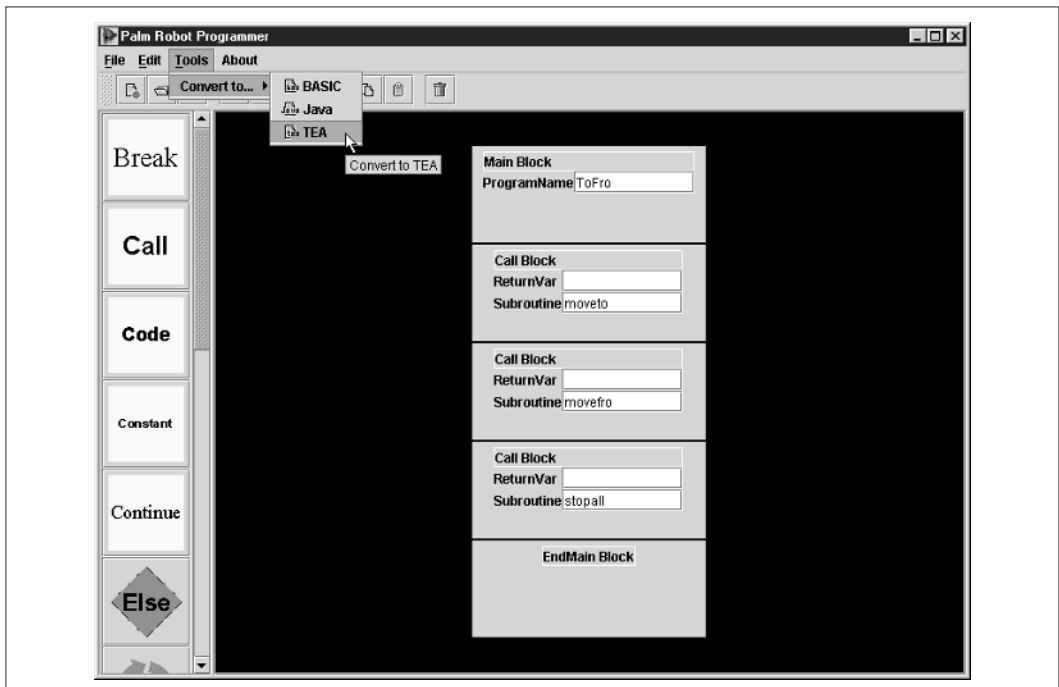 Palm Robot Programmer
File Edit Tools About
Convert to...
BASIC
Java
TEA
Convert to TEA
Break
Call
Code
Constant
Continue
Else
Main Block
ProgramName ToFro
Call Block
ReturnVar
Subroutine moveto
Call Block
ReturnVar
Subroutine movefro
Call Block
ReturnVar
Subroutine stopall
EndMain Block